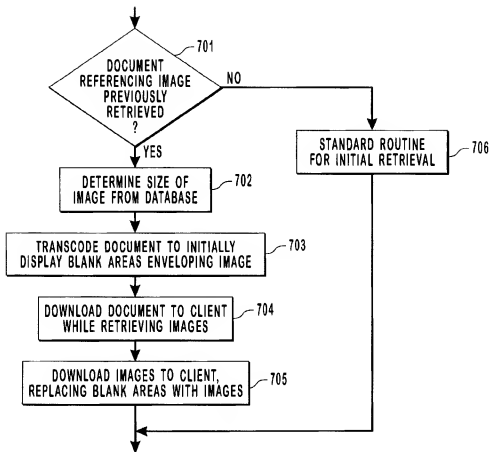 701
DOCUMENT
REFERENCING IMAGE
PREVIOUSLY
RETRIEVED
?
NO
YES
STANDARD ROUTINE
FOR INITIAL RETRIEVAL
706
DETERMINE SIZE OF
IMAGE FROM DATABASE
702
TRANSCODE DOCUMENT TO INITIALLY
DISPLAY BLANK AREAS ENVELOPING IMAGE
703
DOWNLOAD DOCUMENT TO CLIENT
WHILE RETRIEVING IMAGES
704
DOWNLOAD IMAGES TO CLIENT,
REPLACING BLANK AREAS WITH IMAGES
705